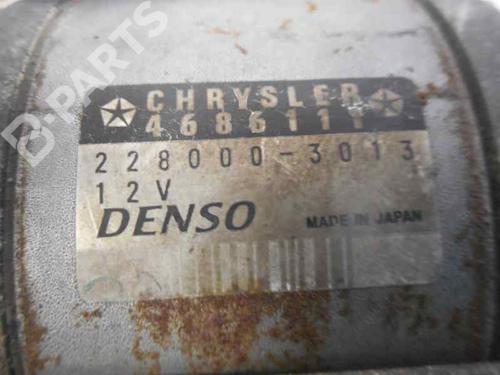 B-PARTS
CHRYSLER
4686111
228000-3013
12V
DENSO MADE IN JAPAN